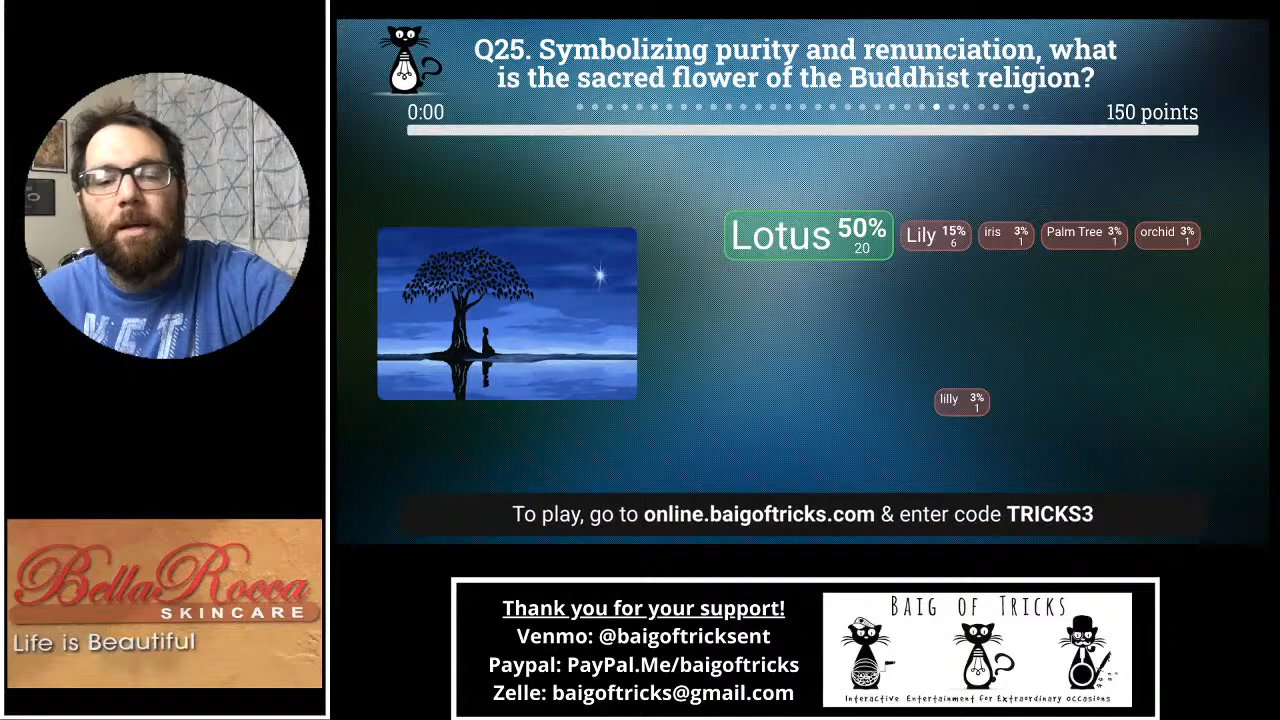 Q25. Symbolizing purity and renunciation, what
is the sacred flower of the Buddhist religion?
0:00
150 points
Lotus 50%
20
Lily 15%
6
iris 3%
1
Palm Tree 3%
1
orchid 3%
1
lilly 3%
1
To play, go to online.baigoftricks.com & enter code TRICKS3
BellaRocca
SKINCARE
Life is Beautiful
Thank you for your support!
Venmo: @baigoftricksent
Paypal: PayPal.Me/baigoftricks
Zelle: baigoftricks@gmail.com
BAIG OF TRICKS
Interactive Entertainment for Extraordinary occasions